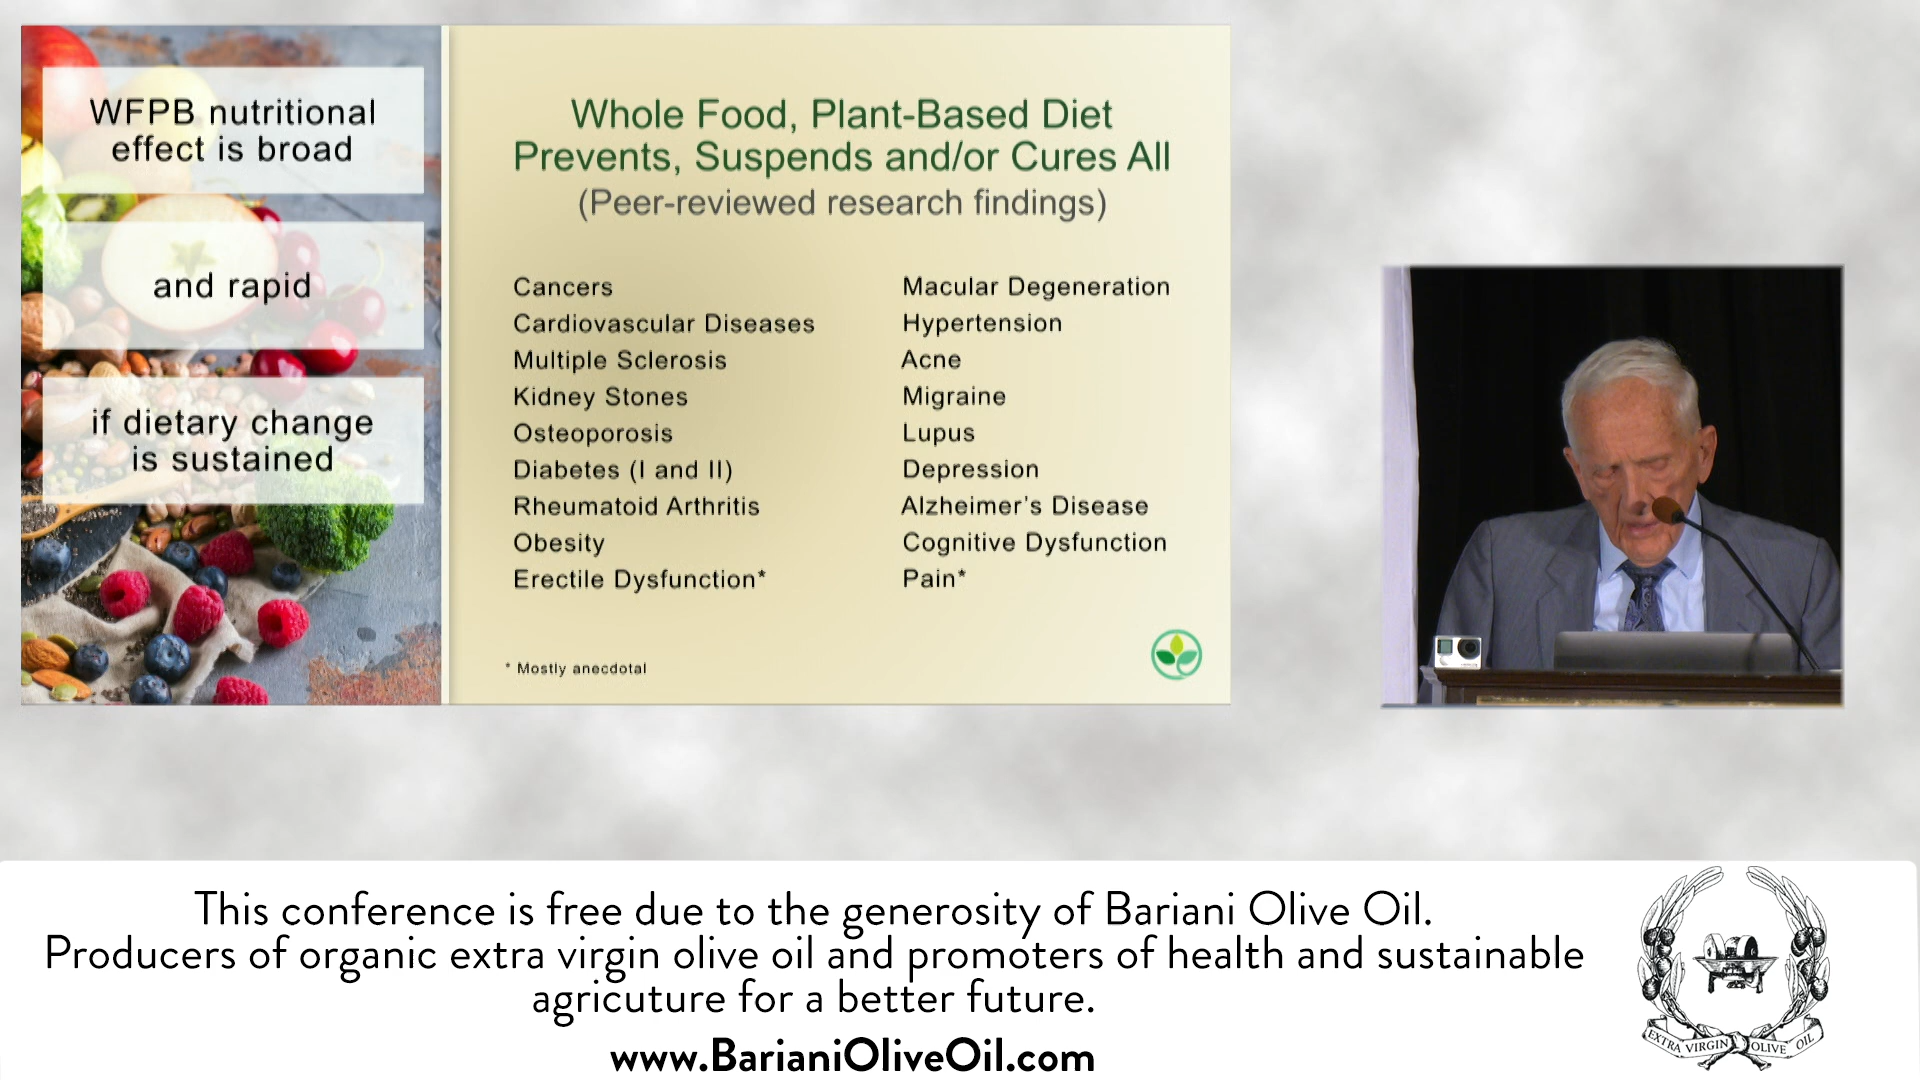 WFPB nutritional
effect is broad
and rapid
if dietary change
is sustained
Whole Food, Plant-Based Diet
Prevents, Suspends and/or Cures All
(Peer-reviewed research findings)
Cancers
Cardiovascular Diseases
Multiple Sclerosis
Kidney Stones
Osteoporosis
Diabetes (I and II)
Rheumatoid Arthritis
Obesity
Erectile Dysfunction*
Macular Degeneration
Hypertension
Acne
Migraine
Lupus
Depression
Alzheimer's Disease
Cognitive Dysfunction
Pain*
* Mostly anecdotal
This conference is free due to the generosity of Bariani Olive Oil.
Producers of organic extra virgin olive oil and promoters of health and sustainable
agricuture for a better future.
www.BarianiOliveOil.com
EXTRA VIRGIN OLIVE OIL